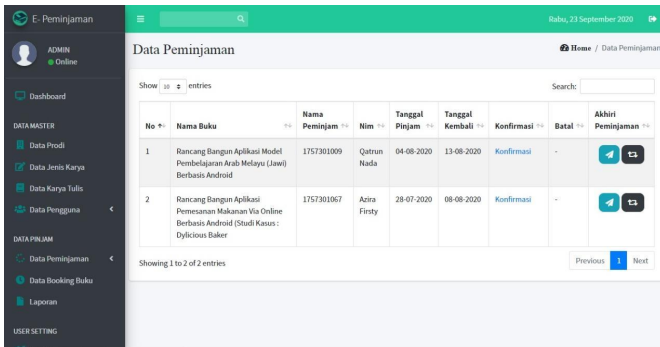 E- Peminjaman
Rabu, 23 September 2020
ADMIN
Online
Dashboard
DATA MASTER
Data Prodi
Data Jenis Karya
Data Karya Tulis
Data Pengguna
DATA PINJAM
Data Peminjaman
Data Booking Buku
Laporan
USER SETTING
Data Peminjaman
Home / Data Peminjaman
Show 10 entries
Search:
No Nama Buku Nama Peminjam Nim Tanggal Pinjam Tanggal Kembali Konfirmasi Batal Akhiri Peminjaman
1 Rancang Bangun Aplikasi Model 1757301009 Qatrun 04-08-2020 13-08-2020 Konfirmasi -
Pembelajaran Arab Melayu (Jawi) Nada
Berbasis Android
2 Rancang Bangun Aplikasi 1757301067 Azira 28-07-2020 08-08-2020 Konfirmasi -
Pemesanan Makanan Via Online Firsty
Berbasis Android (Studi Kasus :
Dylicious Baker
Showing 1 to 2 of 2 entries
Previous 1 Next